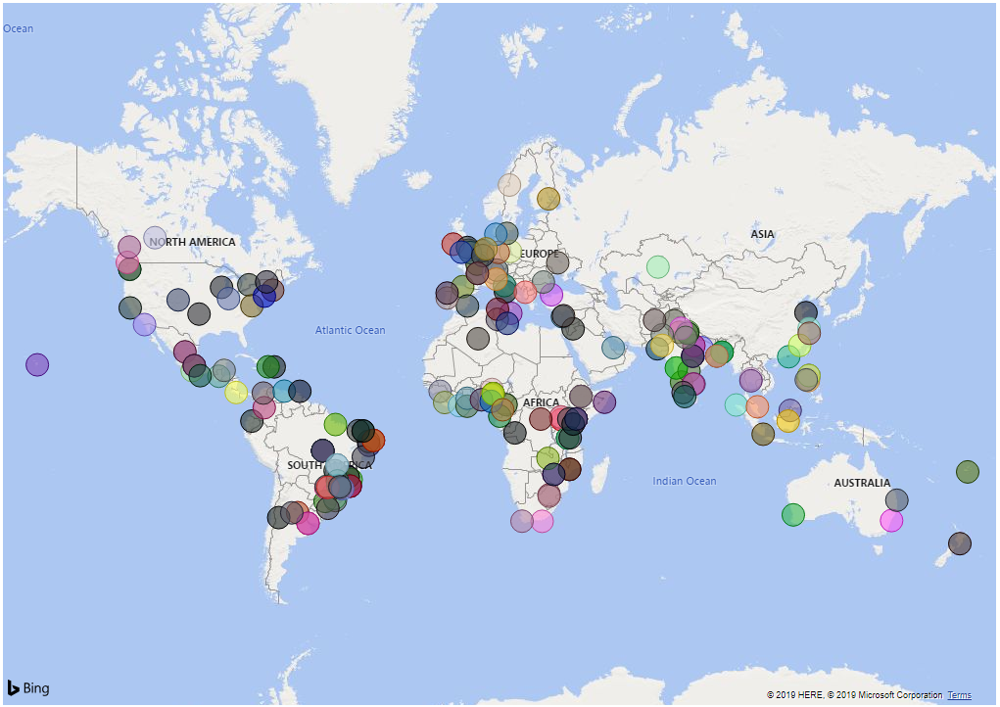 Ocean
ASIA
NORTH AMERICA
EUROPE
Atlantic Ocean
AFRICA
SOUTH AMERICA
Indian Ocean
AUSTRALIA
Bing
© 2019 HERE, © 2019 Microsoft Corporation Terms